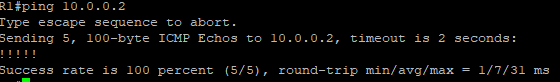 R1#ping 10.0.0.2
Type escape sequence to abort.
Sending 5, 100-byte ICMP Echos to 10.0.0.2, timeout is 2 seconds:
!!!!!
Success rate is 100 percent (5/5), round-trip min/avg/max = 1/7/31 ms